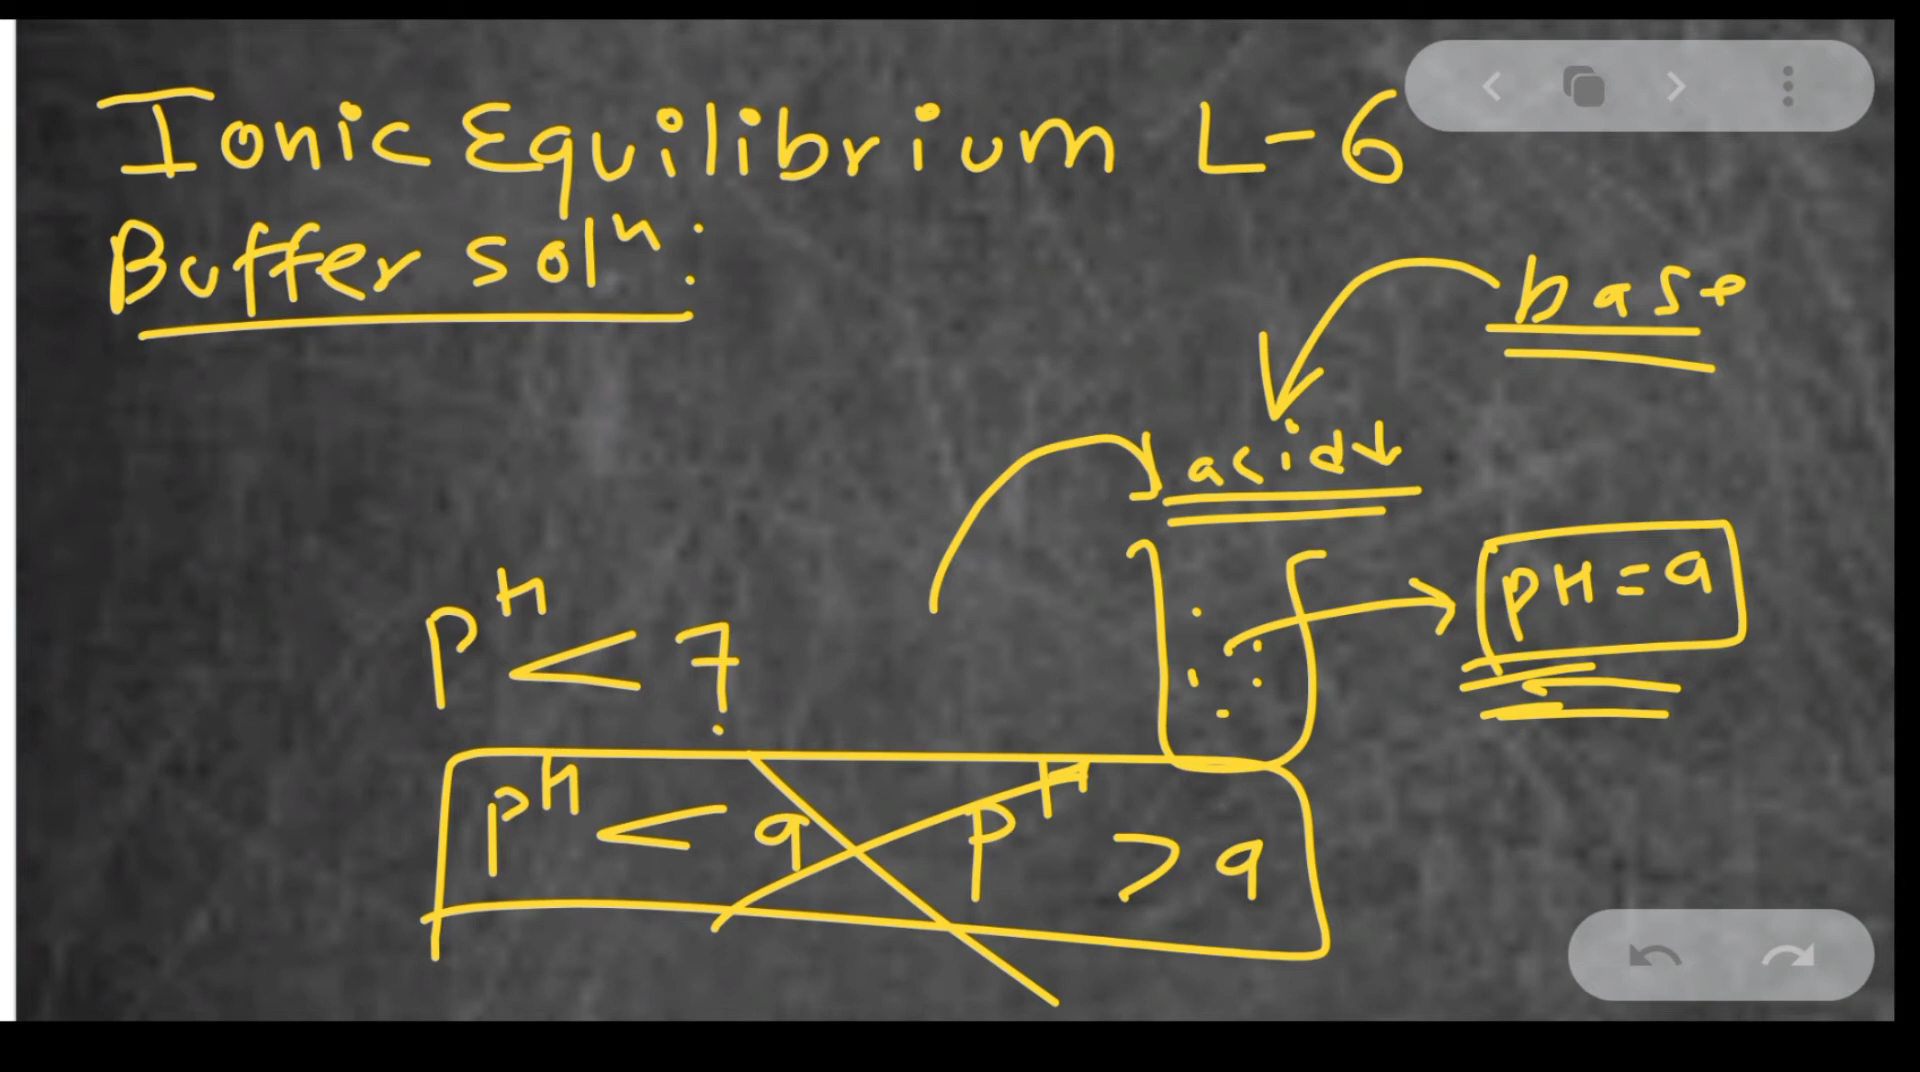 Ionic Equilibrium L-6
Buffer solⁿ:
base
acid↓
pH = 9
pH < 7
pH < 9 pH > 9